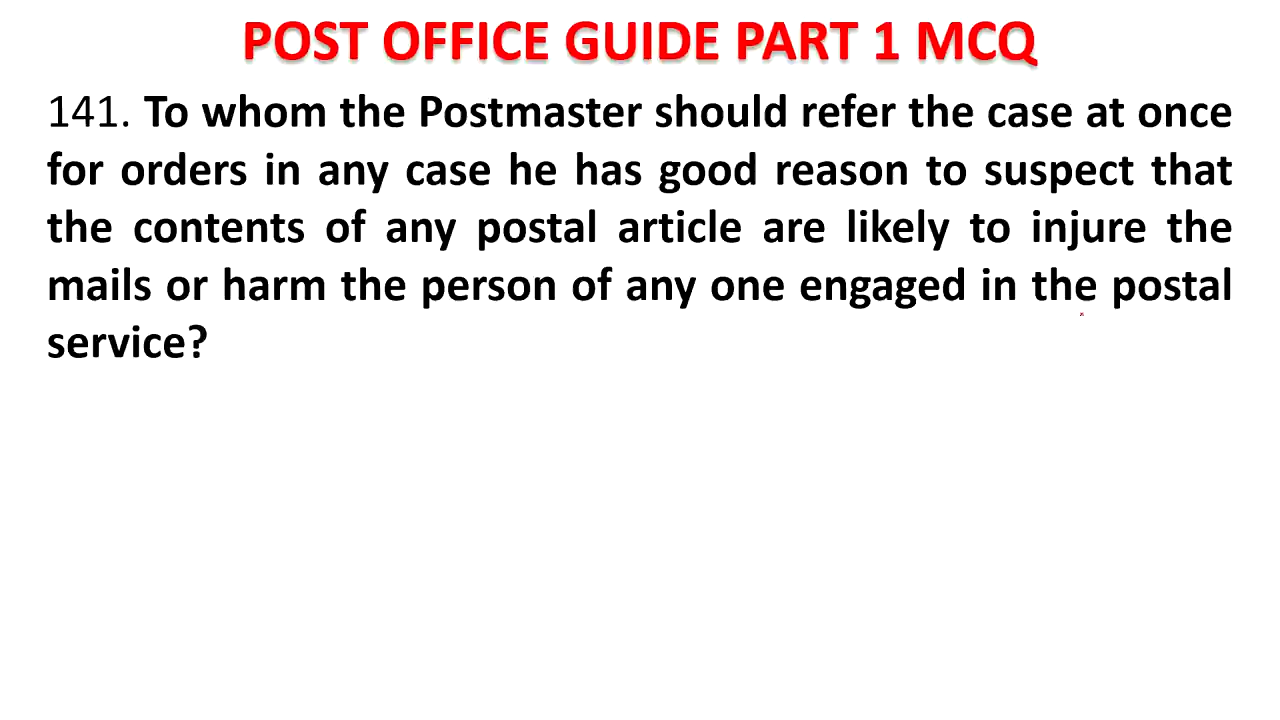 POST OFFICE GUIDE PART 1 MCQ
141. To whom the Postmaster should refer the case at once
for orders in any case he has good reason to suspect that
the contents of any postal article are likely to injure the
mails or harm the person of any one engaged in the postal
service?